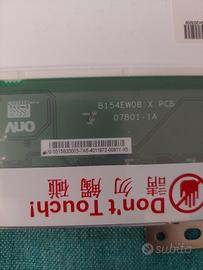 B154EW08 X PCB
07B01-1A
AUO
請勿觸碰
Don't Touch!
subito